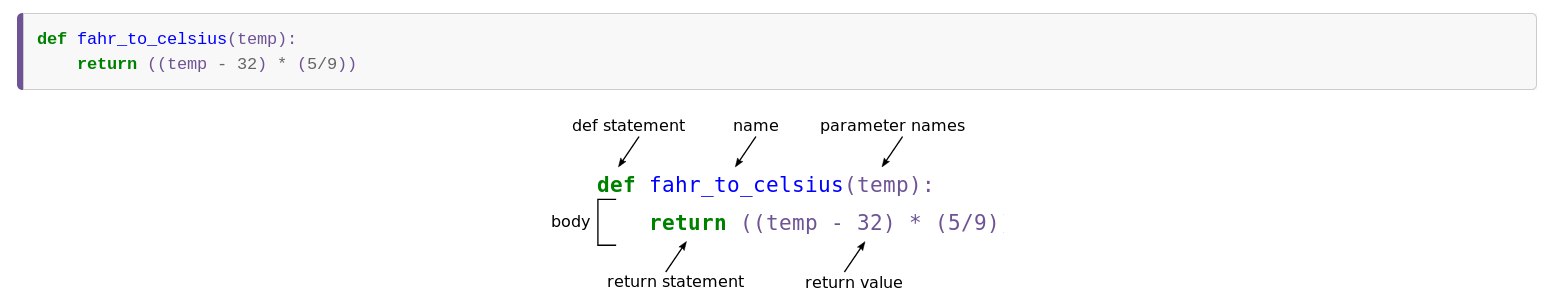 def fahr_to_celsius(temp):
    return ((temp - 32) * (5/9))
def statement name parameter names
def fahr_to_celsius(temp):
body return ((temp - 32) * (5/9)
return statement return value